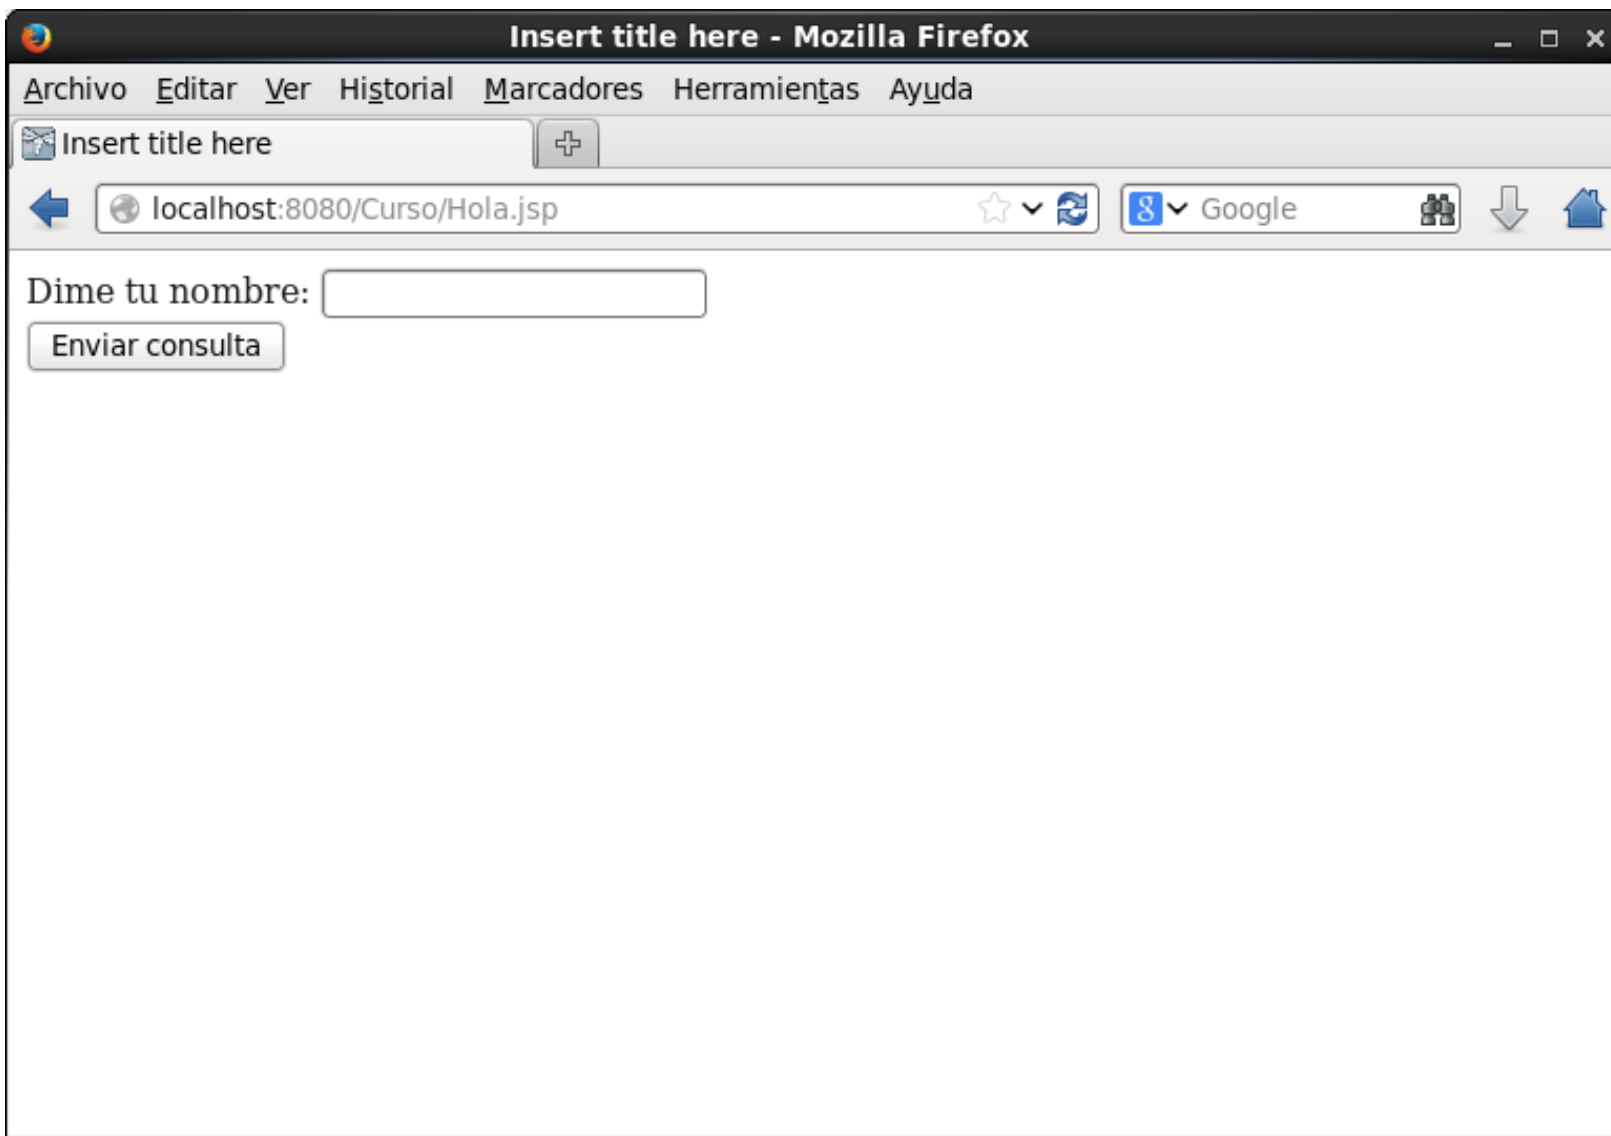 Insert title here - Mozilla Firefox
Archivo Editar Ver Historial Marcadores Herramientas Ayuda
Insert title here
localhost:8080/Curso/Hola.jsp 8 Google
Dime tu nombre:
Enviar consulta